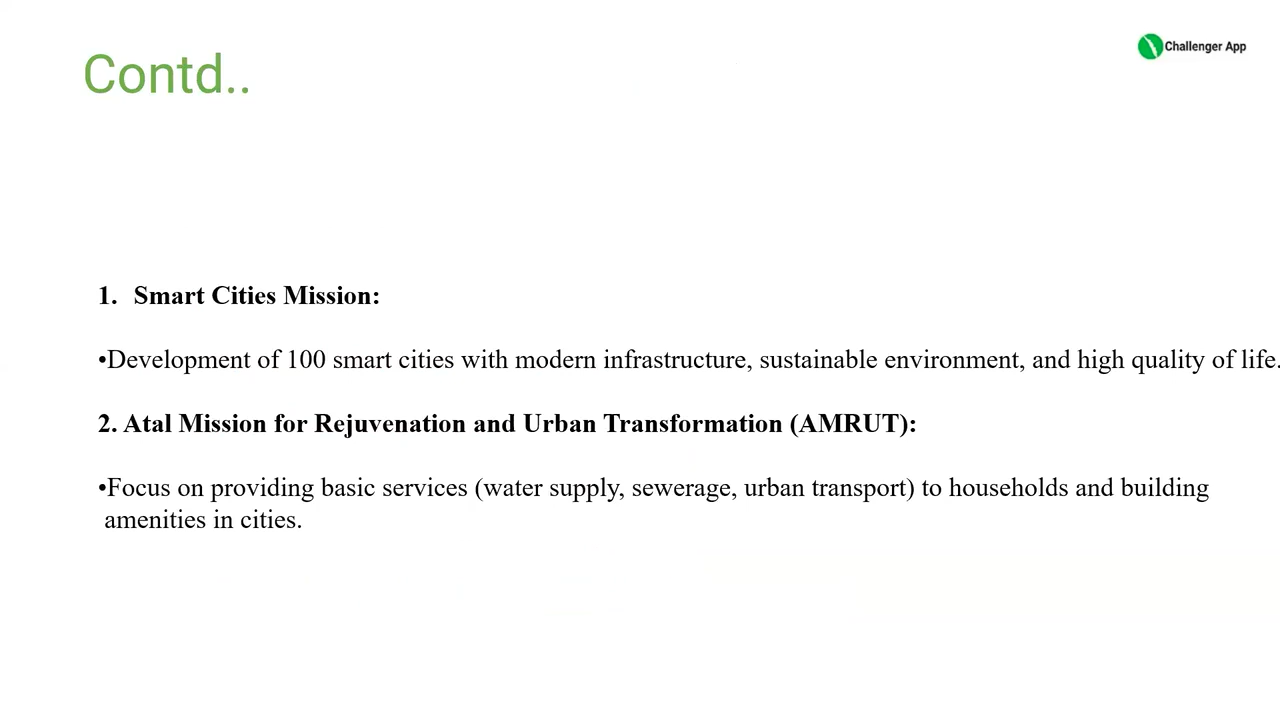 Contd..
Challenger App
1. Smart Cities Mission:
•Development of 100 smart cities with modern infrastructure, sustainable environment, and high quality of life.
2. Atal Mission for Rejuvenation and Urban Transformation (AMRUT):
•Focus on providing basic services (water supply, sewerage, urban transport) to households and building
amenities in cities.